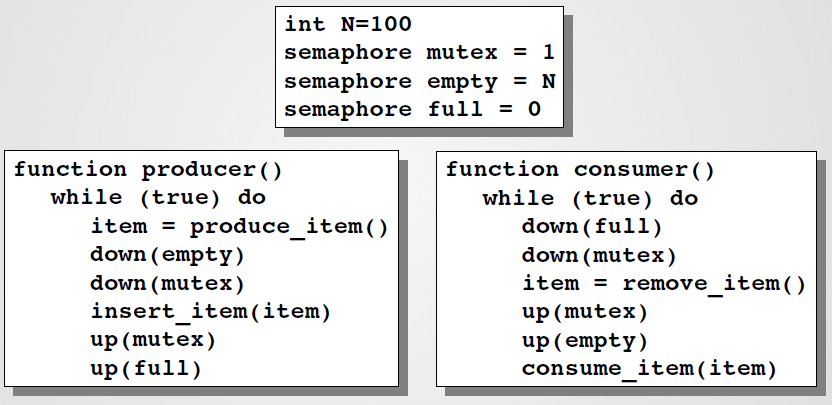 int N=100
semaphore mutex = 1
semaphore empty = N
semaphore full = 0
function producer()
while (true) do
item = produce_item()
down(empty)
down(mutex)
insert_item(item)
up(mutex)
up(full)
function consumer()
while (true) do
down(full)
down(mutex)
item = remove_item()
up(mutex)
up(empty)
consume_item(item)